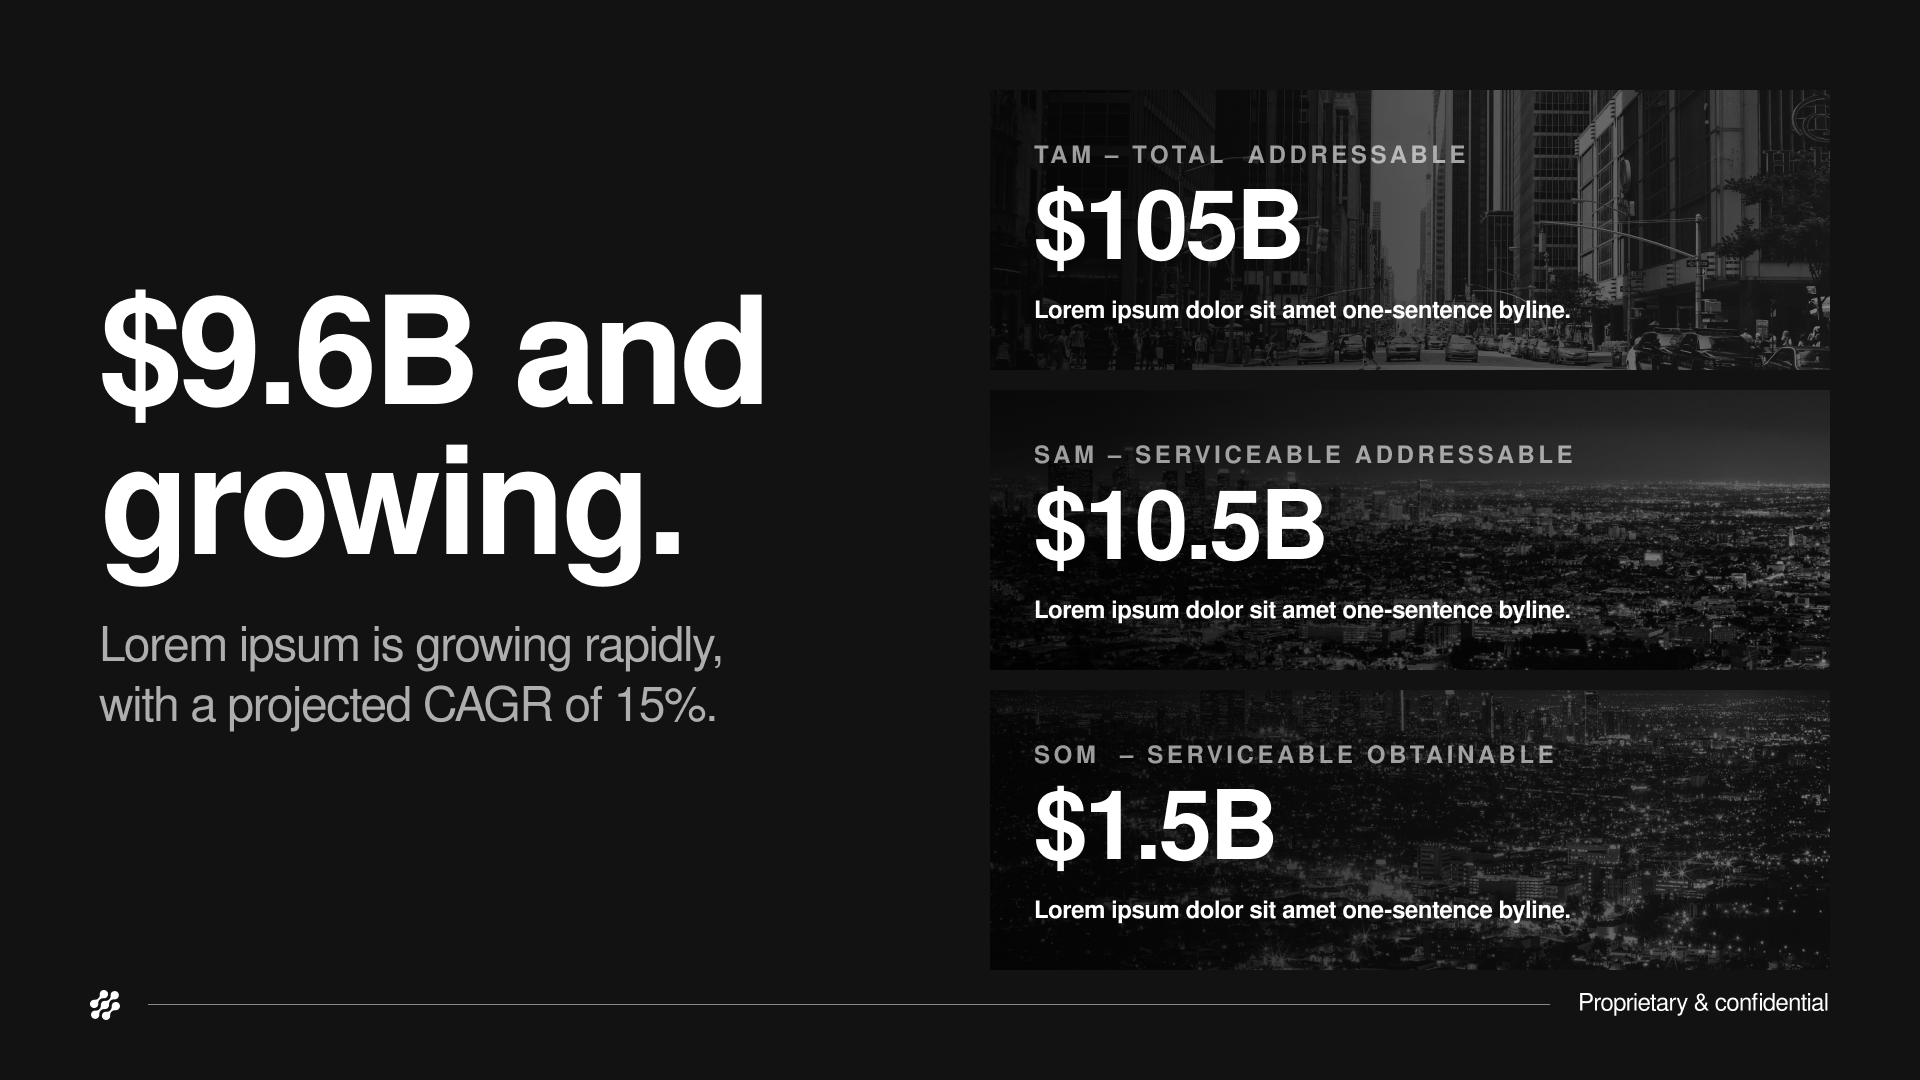 $9.6B and
growing.
Lorem ipsum is growing rapidly,
with a projected CAGR of 15%.
TAM – TOTAL  ADDRESSABLE
$105B
Lorem ipsum dolor sit amet one-sentence byline.
SAM – SERVICEABLE ADDRESSABLE
$10.5B
Lorem ipsum dolor sit amet one-sentence byline.
SOM  – SERVICEABLE OBTAINABLE
$1.5B
Lorem ipsum dolor sit amet one-sentence byline.
Proprietary & confidential